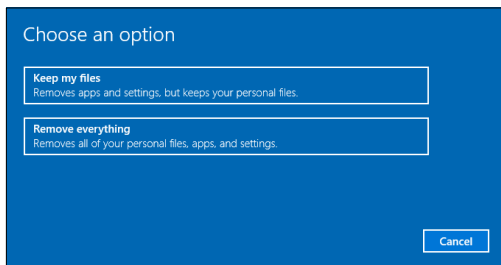 Choose an option
Keep my files
Removes apps and settings, but keeps your personal files.
Remove everything
Removes all of your personal files, apps, and settings.
Cancel